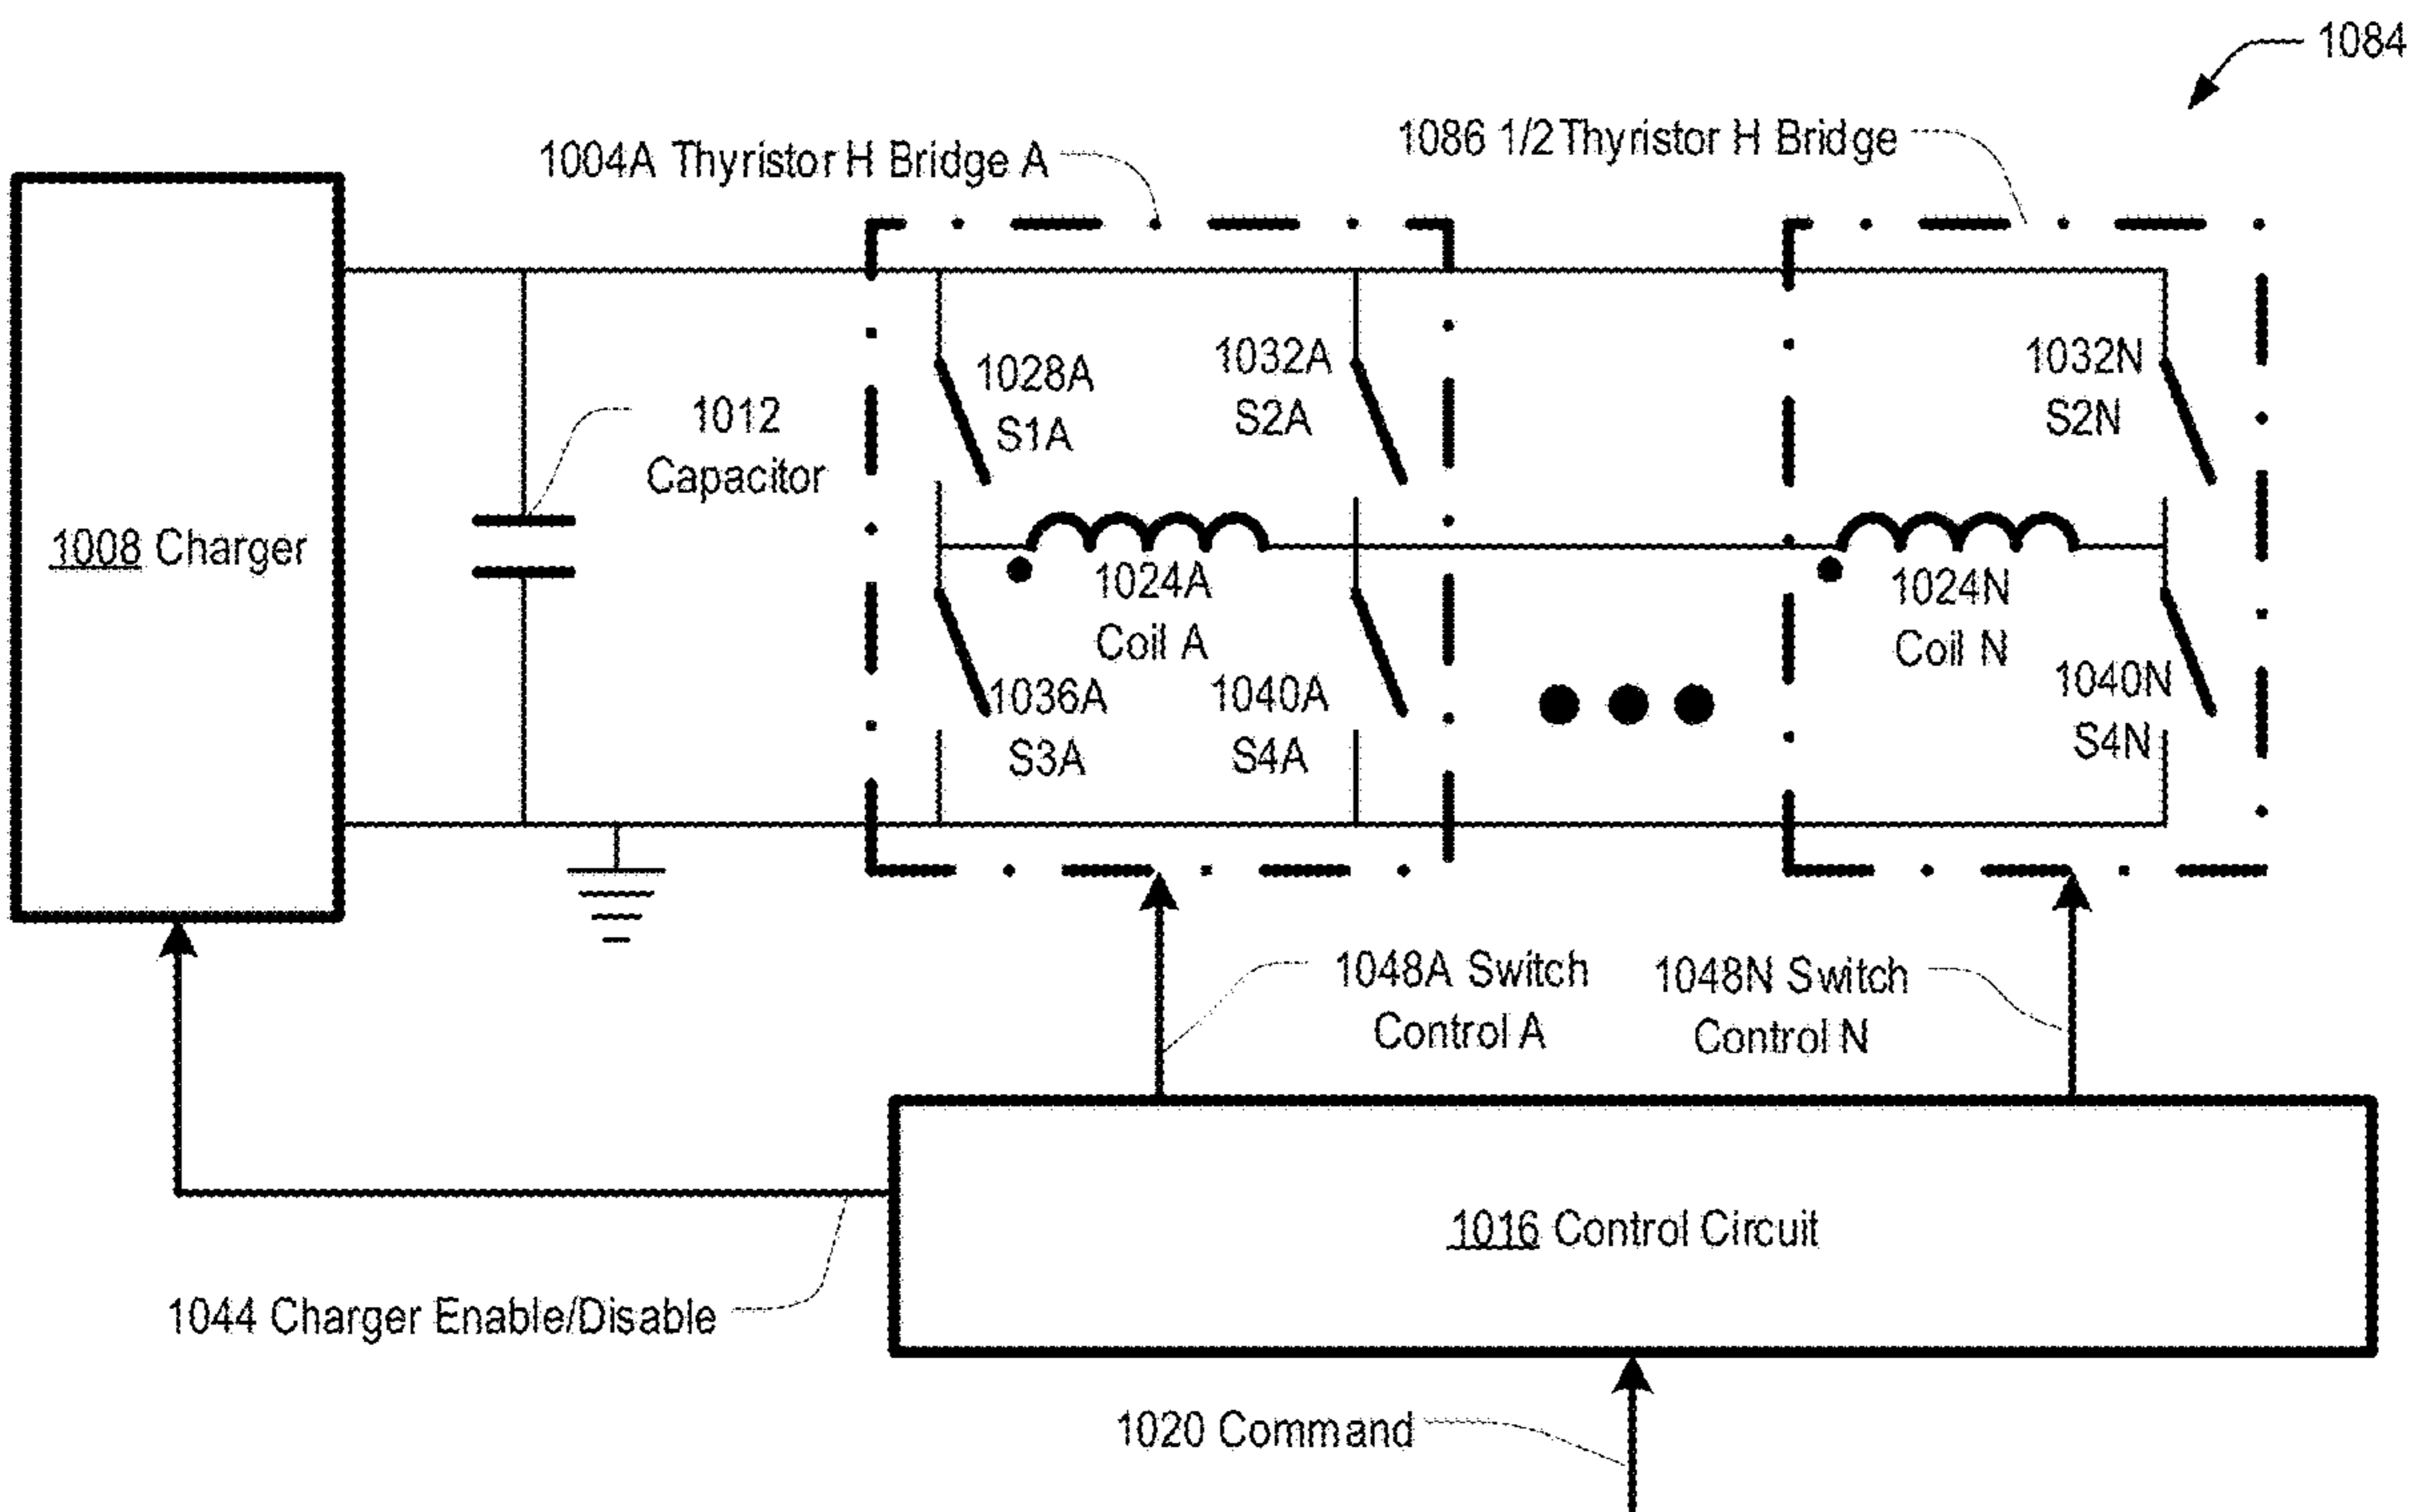 1084
1086 1/2 Thyristor H Bridge
1004A Thyristor H Bridge A
1028A
S1A
1032A
S2A
1032N
S2N
1012
Capacitor
1008 Charger
1024A
Coil A
1024N
Coil N
1036A
S3A
1040A
S4A
1040N
S4N
1048A Switch
Control A
1048N Switch
Control N
1016 Control Circuit
1044 Charger Enable/Disable
1020 Command